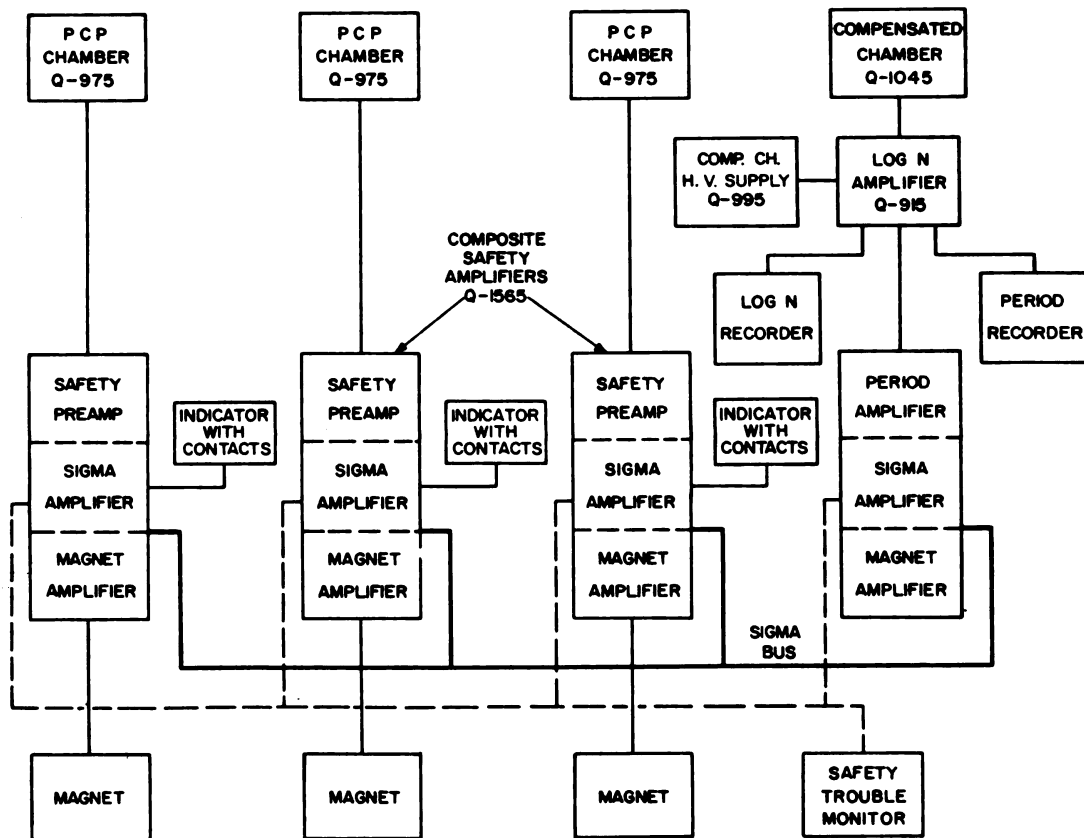 P C P
CHAMBER
Q-975
P C P
CHAMBER
Q-975
P C P
CHAMBER
Q-975
COMPENSATED
CHAMBER
Q-1045
COMP. CH.
H. V. SUPPLY
Q-995
LOG N
AMPLIFIER
Q-915
COMPOSITE
SAFETY
AMPLIFIERS
Q-1565
LOG N
RECORDER
PERIOD
RECORDER
SAFETY
PREAMP
SIGMA
AMPLIFIER
MAGNET
AMPLIFIER
INDICATOR
WITH
CONTACTS
SAFETY
PREAMP
SIGMA
AMPLIFIER
MAGNET
AMPLIFIER
INDICATOR
WITH
CONTACTS
SAFETY
PREAMP
SIGMA
AMPLIFIER
MAGNET
AMPLIFIER
INDICATOR
WITH
CONTACTS
PERIOD
AMPLIFIER
SIGMA
AMPLIFIER
MAGNET
AMPLIFIER
SIGMA
BUS
MAGNET
MAGNET
MAGNET
SAFETY
TROUBLE
MONITOR